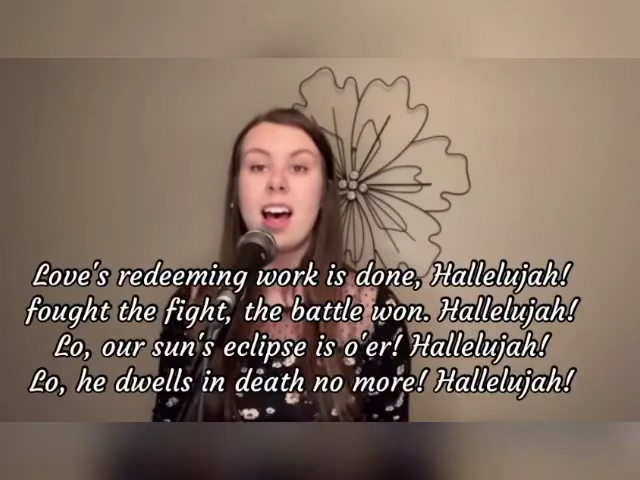 Love's redeeming work is done, Hallelujah!
fought the fight, the battle won. Hallelujah!
Lo, our sun's eclipse is o'er! Hallelujah!
Lo, he dwells in death no more! Hallelujah!